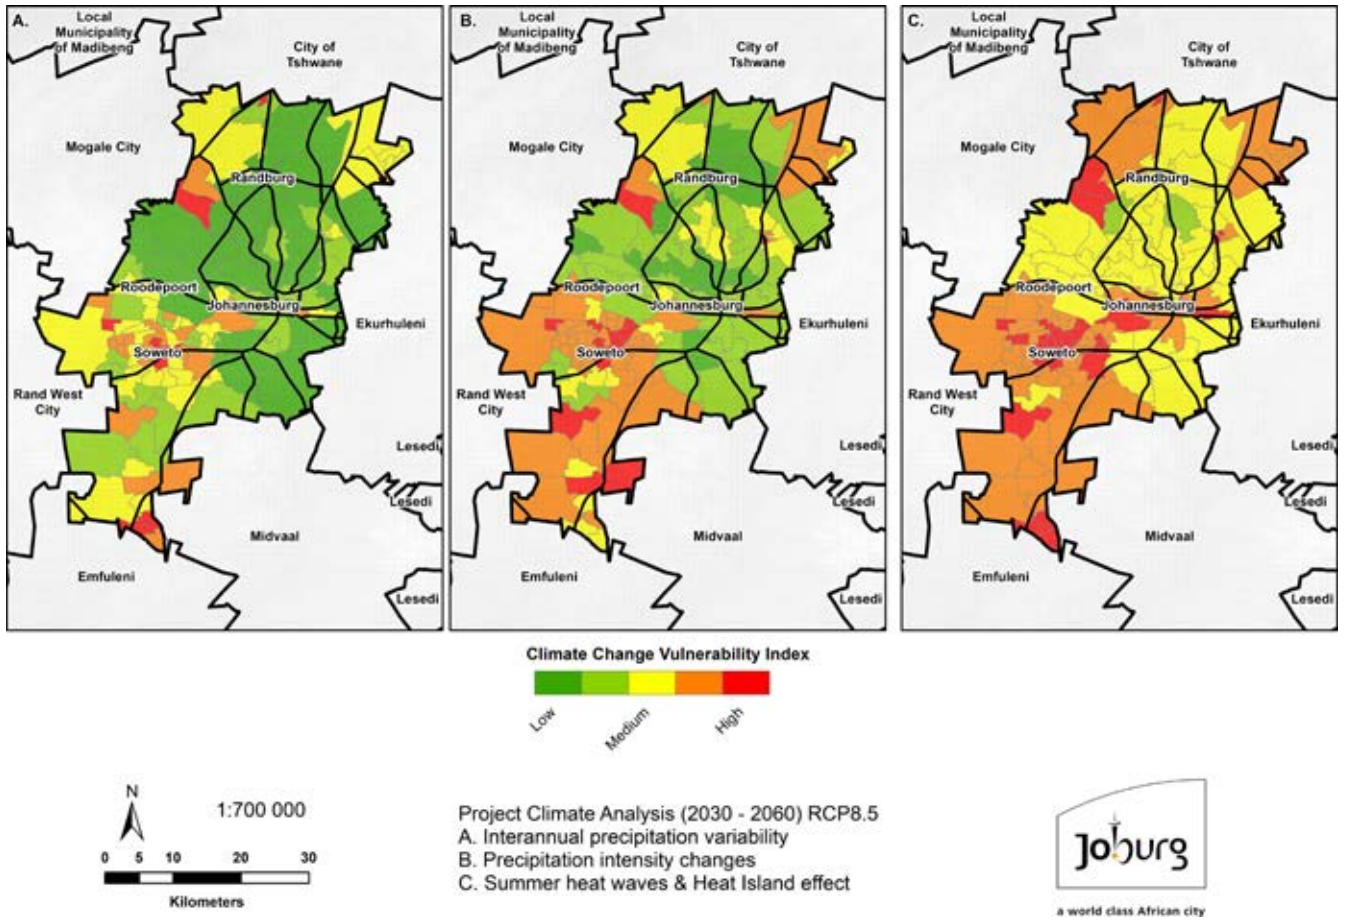 A.
Local
Municipality
of Madibeng
City of
Tshwane
Mogale City
Randburg
Roodepoort
Johannesburg
Ekurhuleni
Soweto
Rand West
City
Lesedi
Lesedi
Midvaal
Emfuleni
Lesedi
B.
Local
Municipality
of Madibeng
City of
Tshwane
Mogale City
Randburg
Roodepoort
Johannesburg
Ekurhuleni
Soweto
Rand West
City
Lesedi
Lesedi
Midvaal
Emfuleni
Lesedi
C.
Local
Municipality
of Madibeng
City of
Tshwane
Mogale City
Randburg
Roodepoort
Johannesburg
Ekurhuleni
Soweto
Rand West
City
Lesedi
Lesedi
Midvaal
Emfuleni
Lesedi
Climate Change Vulnerability Index
Low
Medium
High
N
1:700 000
0 5 10 20 30
Kilometers
Project Climate Analysis (2030 - 2060) RCP8.5
A. Interannual precipitation variability
B. Precipitation intensity changes
C. Summer heat waves & Heat Island effect
Joburg
a world class African city